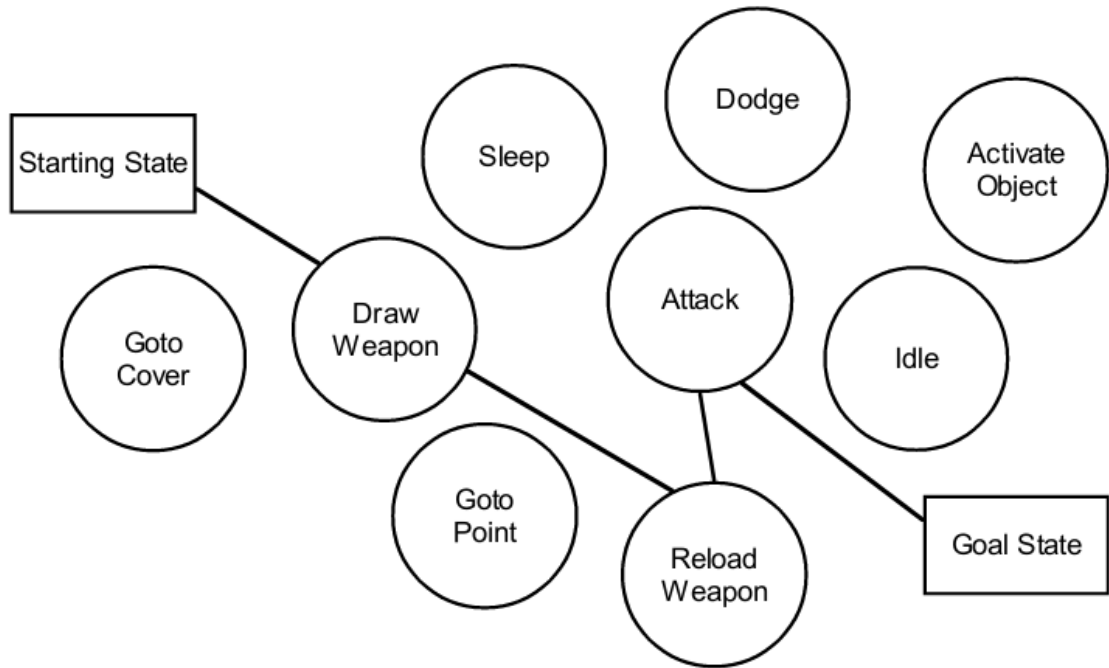 Dodge
Sleep
Activate
Object
Starting State
Attack
Draw
Weapon
Goto
Cover
Idle
Goto
Point
Reload
Weapon
Goal State